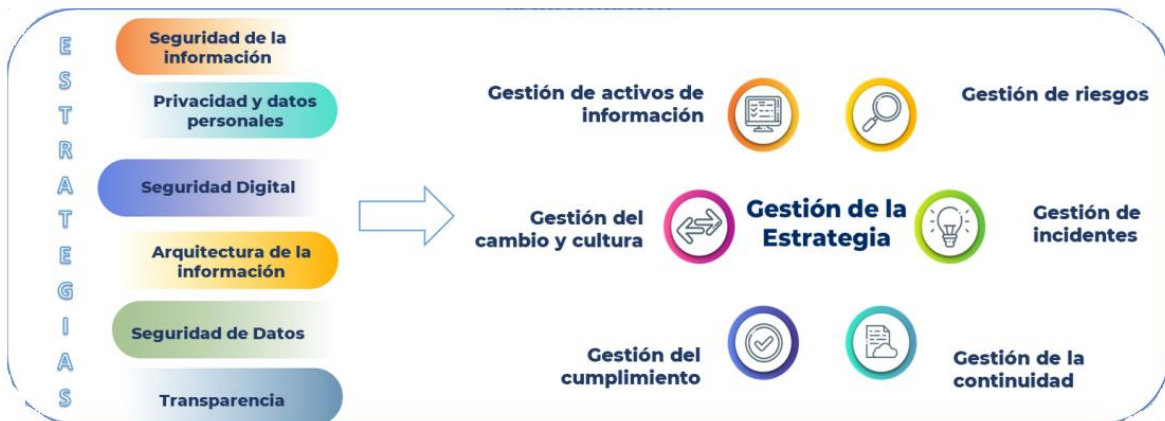 ESTRATEGIAS
Seguridad de la
información
Privacidad y datos
personales
Seguridad Digital
Arquitectura de la
información
Seguridad de Datos
Transparencia
Gestión de activos de
información
Gestión de riesgos
Gestión del
cambio y cultura
Gestión de la
Estrategia
Gestión de
incidentes
Gestión del
cumplimiento
Gestión de la
continuidad